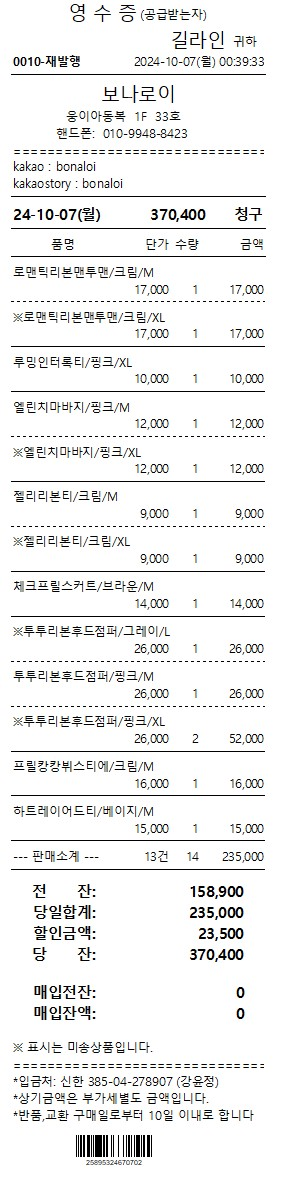 영 수 증 (공급받는자)
길라인 귀하
0010-재발행 2024-10-07(월) 00:39:33
보나로이
웅이아동복 1F 33호
핸드폰: 010-9948-8423
kakao : bonaloi
kakaostory : bonaloi
24-10-07(월) 370,400 청구
품명 단가 수량 금액
로맨틱리본맨투맨/크림/M
17,000 1 17,000
※로맨틱리본맨투맨/크림/XL
17,000 1 17,000
루밍인터록티/핑크/XL
10,000 1 10,000
엘린치마바지/핑크/M
12,000 1 12,000
※엘린치마바지/핑크/XL
12,000 1 12,000
젤리리본티/크림/M
9,000 1 9,000
※젤리리본티/크림/XL
9,000 1 9,000
체크프릴스커트/브라운/M
14,000 1 14,000
※투투리본후드점퍼/그레이/L
26,000 1 26,000
투투리본후드점퍼/핑크/M
26,000 1 26,000
※투투리본후드점퍼/핑크/XL
26,000 2 52,000
프릴캉캉뷔스티에/크림/M
16,000 1 16,000
하트레이어드티/베이지/M
15,000 1 15,000
--- 판매소계 --- 13건 14 235,000
전 잔: 158,900
당일합계: 235,000
할인금액: 23,500
당 잔: 370,400
매입전잔: 0
매입잔액: 0
※ 표시는 미송상품입니다.
*입금처: 신한 385-04-278907 (강윤정)
*상기금액은 부가세별도 금액입니다.
*반품,교환 구매일로부터 10일 이내로 합니다
25895324670702